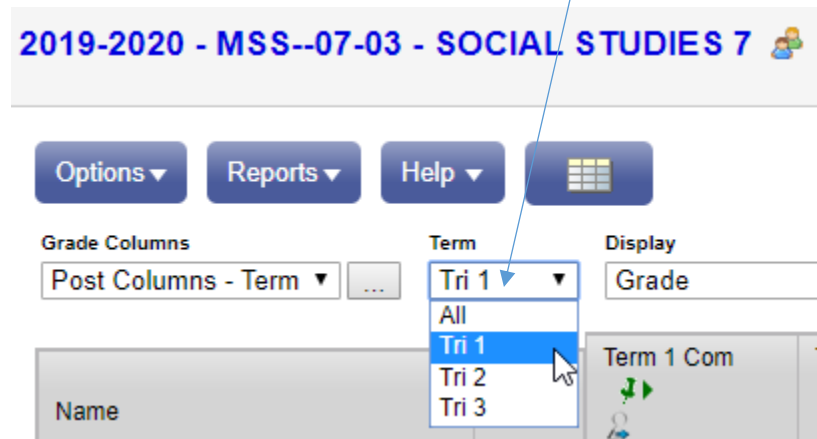 2019-2020 - MSS--07-03 - SOCIAL STUDIES 7
Options Reports Help
Grade Columns Term Display
Post Columns - Term ... Tri 1 Grade
All
Tri 1
Tri 2
Tri 3
Term 1 Com
Name